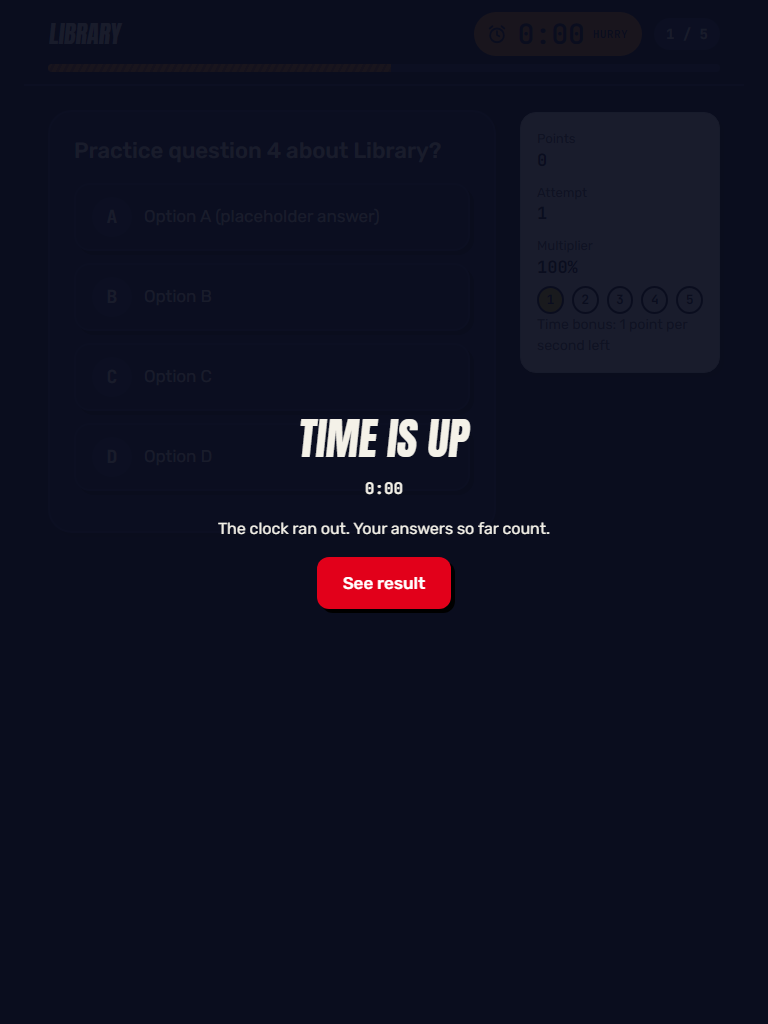 LIBRARY
0:00 HURRY
1 / 5
Practice question 4 about Library?
A Option A (placeholder answer)
B Option B
C Option C
D Option D
Points
0
Attempt
1
Multiplier
100%
1 2 3 4 5
Time bonus: 1 point per
second left
TIME IS UP
0:00
The clock ran out. Your answers so far count.
See result